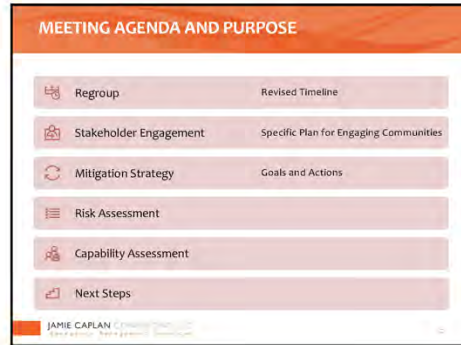 MEETING AGENDA AND PURPOSE
Regroup Revised Timeline
Stakeholder Engagement Specific Plan for Engaging Communities
Mitigation Strategy Goals and Actions
Risk Assessment
Capability Assessment
Next Steps
JAMIE CAPLAN